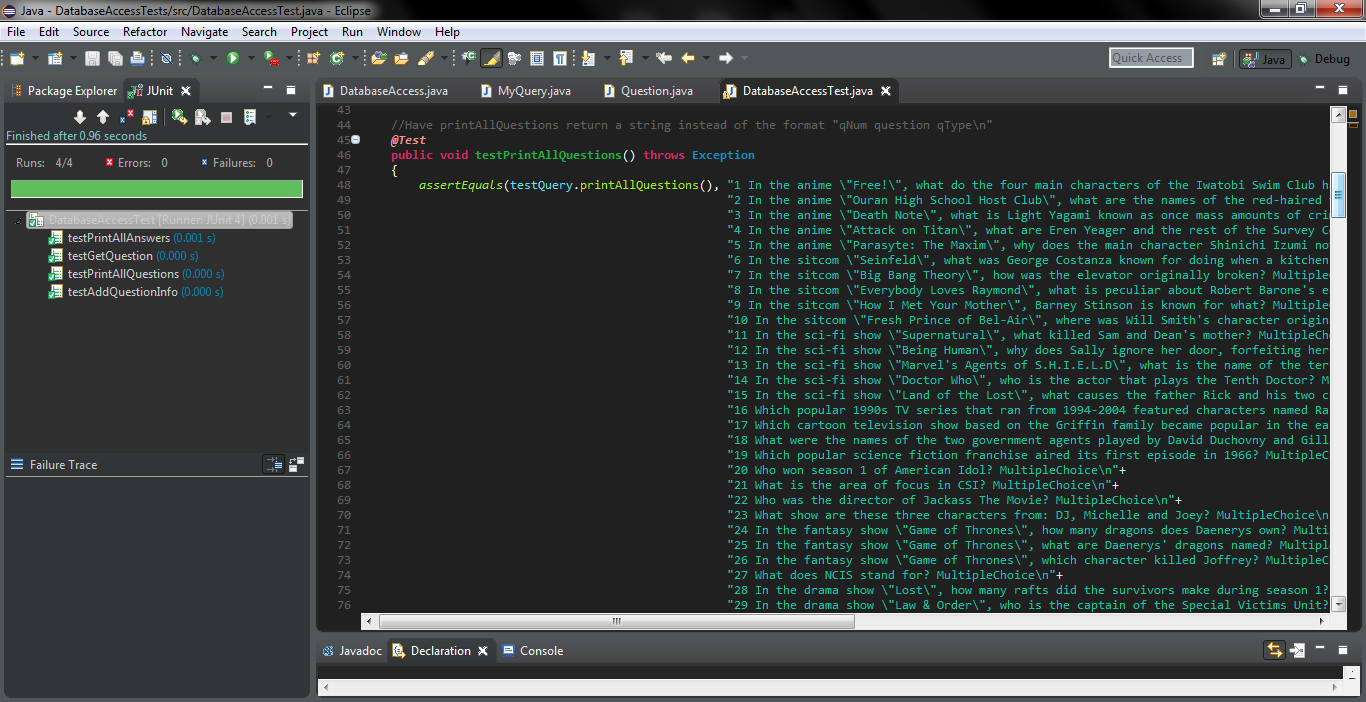 Java - DatabaseAccessTests/src/DatabaseAccessTest.java - Eclipse
File Edit Source Refactor Navigate Search Project Run Window Help
Quick Access Java Debug
Package Explorer JUnit
Finished after 0.96 seconds
Runs: 4/4 Errors: 0 Failures: 0
DatabaseAccessTest [Runner: JUnit 4] (0.001 s)
testPrintAllAnswers (0.001 s)
testGetQuestion (0.000 s)
testPrintAllQuestions (0.000 s)
testAddQuestionInfo (0.000 s)
Failure Trace
DatabaseAccess.java MyQuery.java Question.java DatabaseAccessTest.java
43
44 //Have printAllQuestions return a string instead of the format "qNum question qType\n"
45 @Test
46 public void testPrintAllQuestions() throws Exception
47 {
48 assertEquals(testQuery.printAllQuestions(), "1 In the anime \"Free!\", what do the four main characters of the Iwatobi Swim Club h
49 "2 In the anime \"Ouran High School Host Club\", what are the names of the red-haired
50 "3 In the anime \"Death Note\", what is Light Yagami known as once mass amounts of cri
51 "4 In the anime \"Attack on Titan\", what are Eren Yeager and the rest of the Survey C
52 "5 In the anime \"Parasyte: The Maxim\", why does the main character Shinichi Izumi no
53 "6 In the sitcom \"Seinfeld\", what was George Costanza known for doing when a kitchen
54 "7 In the sitcom \"Big Bang Theory\", how was the elevator originally broken? Multiple
55 "8 In the sitcom \"Everybody Loves Raymond\", what is peculiar about Robert Barone's e
56 "9 In the sitcom \"How I Met Your Mother\", Barney Stinson is known for what? Multiple
57 "10 In the sitcom \"Fresh Prince of Bel-Air\", where was Will Smith's character origin
58 "11 In the sci-fi show \"Supernatural\", what killed Sam and Dean's mother? MultipleCh
59 "12 In the sci-fi show \"Being Human\", why does Sally ignore her door, forfeiting her
60 "13 In the sci-fi show \"Marvel's Agents of S.H.I.E.L.D\", what is the name of the ter
61 "14 In the sci-fi show \"Doctor Who\", who is the actor that plays the Tenth Doctor? M
62 "15 In the sci-fi show \"Land of the Lost\", what causes the father Rick and his two c
63 "16 Which popular 1990s TV series that ran from 1994-2004 featured characters named Ra
64 "17 Which cartoon television show based on the Griffin family became popular in the ea
65 "18 What were the names of the two government agents played by David Duchovny and Gill
66 "19 Which popular science fiction franchise aired its first episode in 1966? MultipleC
67 "20 Who won season 1 of American Idol? MultipleChoice\n"+
68 "21 What is the area of focus in CSI? MultipleChoice\n"+
69 "22 Who was the director of Jackass The Movie? MultipleChoice\n"+
70 "23 What show are these three characters from: DJ, Michelle and Joey? MultipleChoice\n
71 "24 In the fantasy show \"Game of Thrones\", how many dragons does Daenerys own? Multi
72 "25 In the fantasy show \"Game of Thrones\", what are Daenerys' dragons named? Multipl
73 "26 In the fantasy show \"Game of Thrones\", which character killed Joffrey? MultipleC
74 "27 What does NCIS stand for? MultipleChoice\n"+
75 "28 In the drama show \"Lost\", how many rafts did the survivors make during season 1?
76 "29 In the drama show \"Law & Order\", who is the captain of the Special Victims Unit?
Javadoc Declaration Console